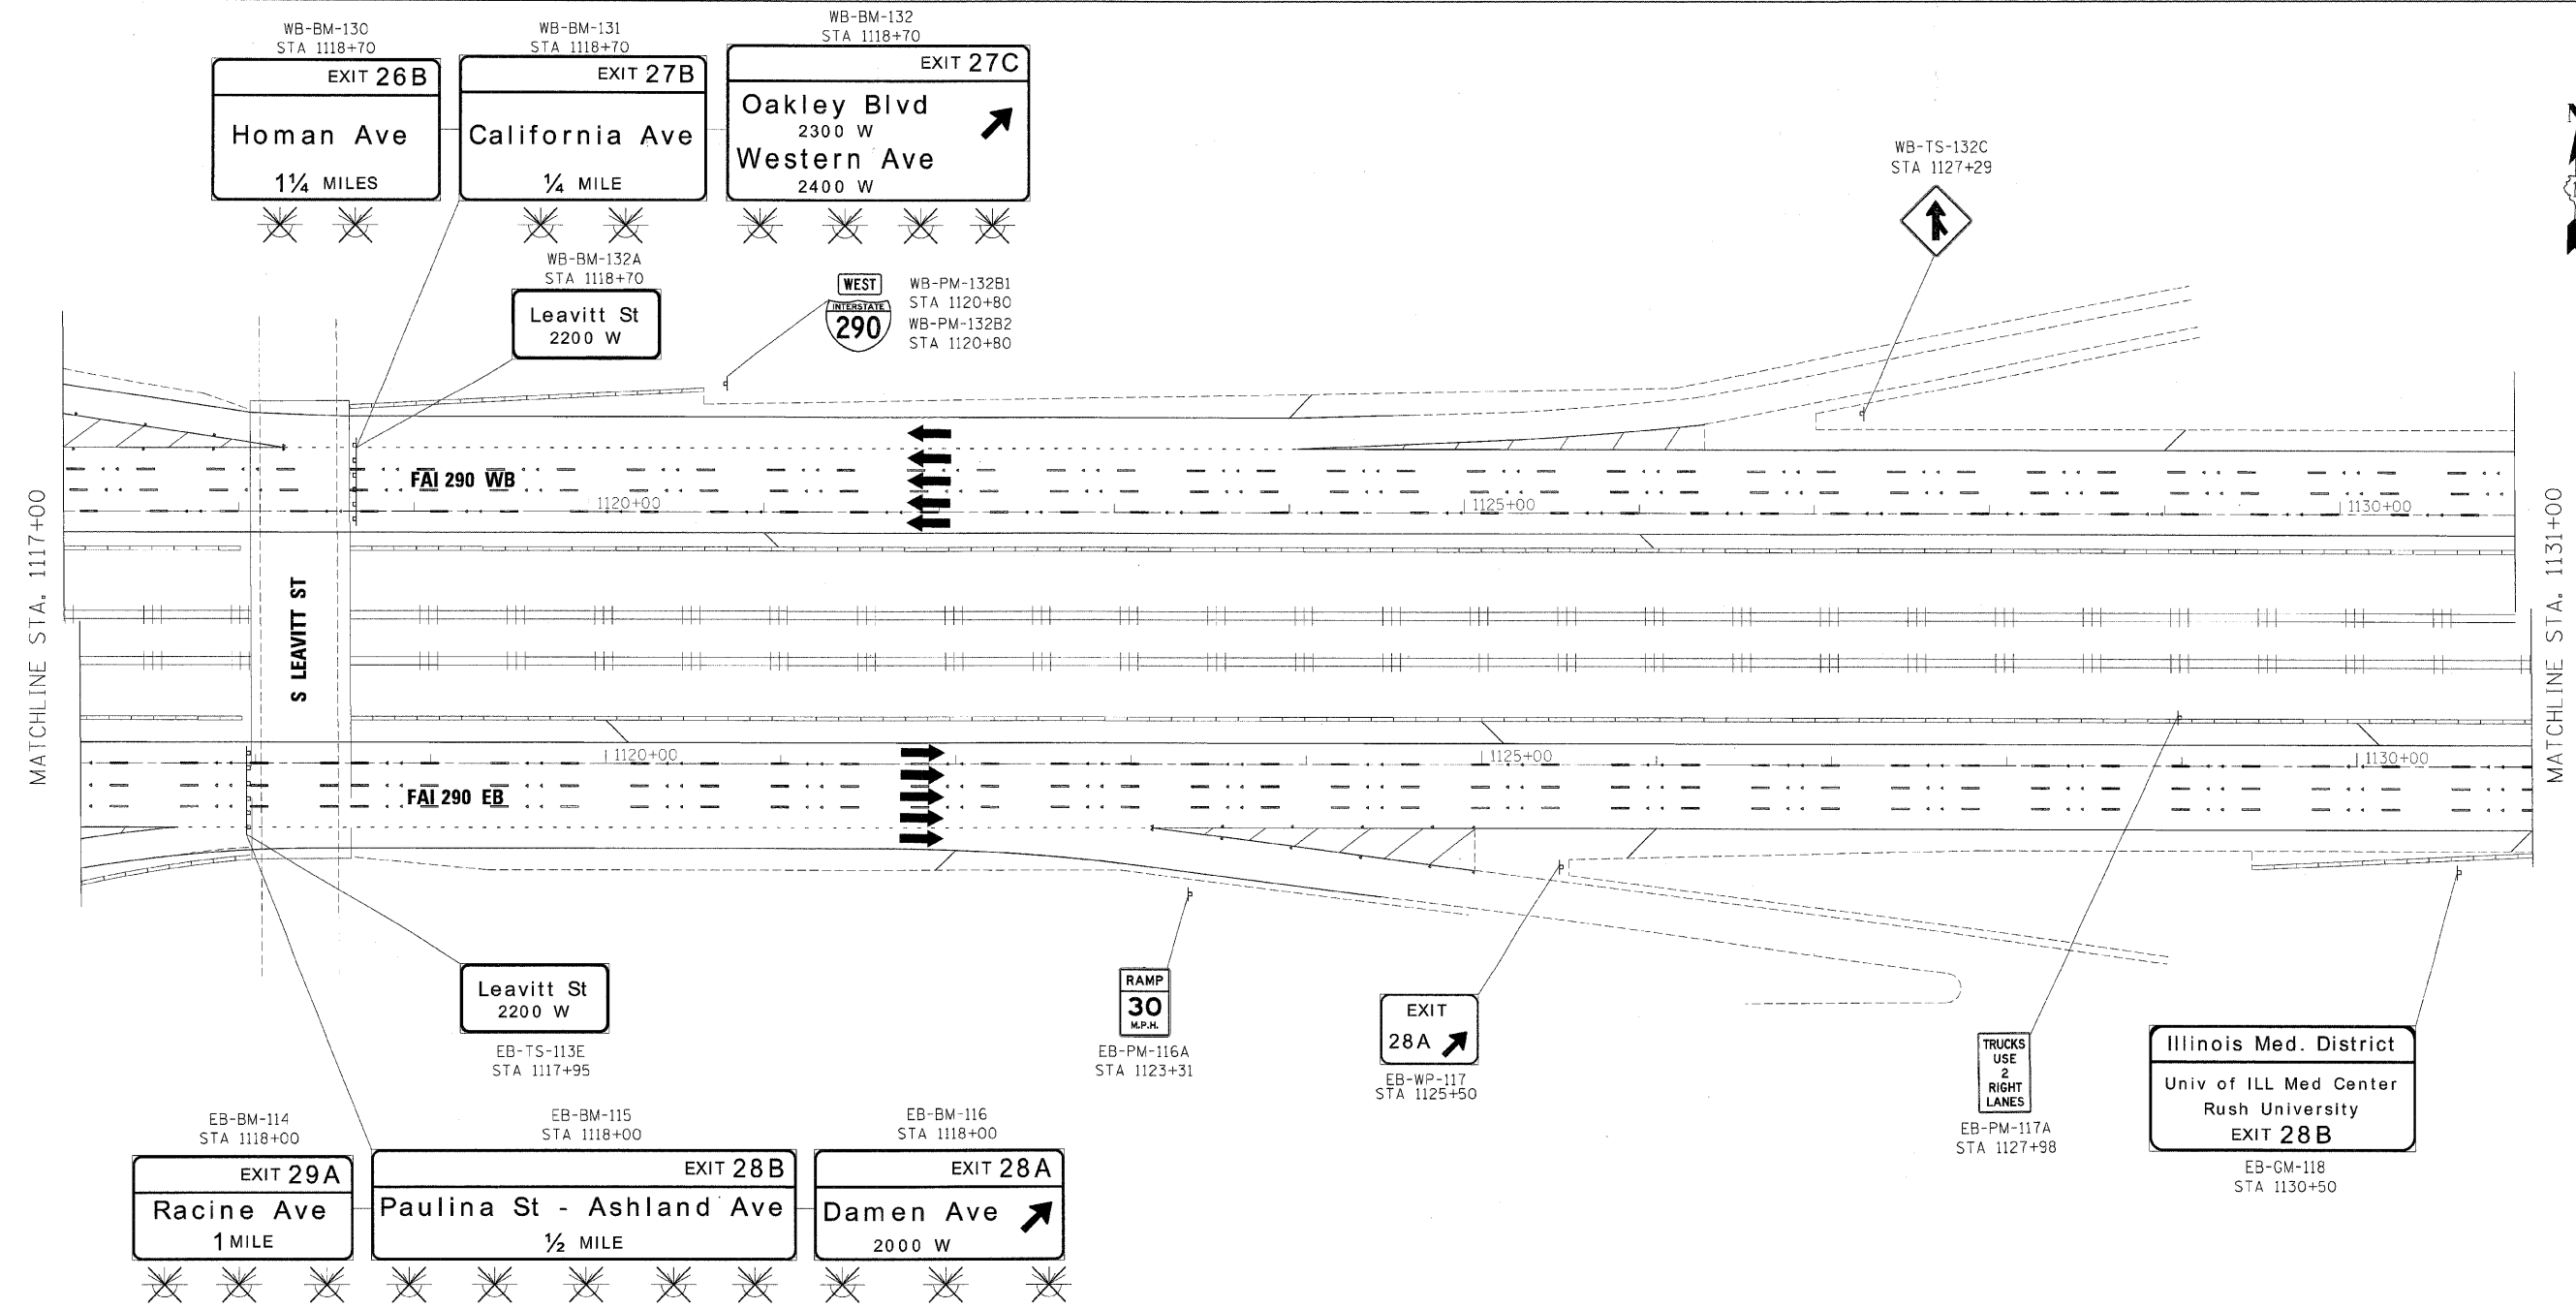 WB-BM-130
STA 1118+70
EXIT 26B
Homan Ave
1¼ MILES
WB-BM-131
STA 1118+70
EXIT 27B
California Ave
¼ MILE
WB-BM-132
STA 1118+70
EXIT 27C
Oakley Blvd
2300 W
Western Ave
2400 W
WB-BM-132A
STA 1118+70
Leavitt St
2200 W
WEST
INTERSTATE
290
WB-PM-132B1
STA 1120+80
WB-PM-132B2
STA 1120+80
WB-TS-132C
STA 1127+29
N
MATCHLINE STA. 1117+00
FAI 290 WB
1120+00
1125+00
1130+00
MATCHLINE STA. 1131+00
S LEAVITT ST
1120+00
1125+00
1130+00
FAI 290 EB
Leavitt St
2200 W
EB-TS-113E
STA 1117+95
RAMP
30
M.P.H.
EB-PM-116A
STA 1123+31
EXIT
28A
EB-WP-117
STA 1125+50
TRUCKS
USE
2
RIGHT
LANES
EB-PM-117A
STA 1127+98
Illinois Med. District
Univ of ILL Med Center
Rush University
EXIT 28B
EB-GM-118
STA 1130+50
EB-BM-114
STA 1118+00
EXIT 29A
Racine Ave
1 MILE
EB-BM-115
STA 1118+00
EXIT 28B
Paulina St - Ashland Ave
½ MILE
EB-BM-116
STA 1118+00
EXIT 28A
Damen Ave
2000 W